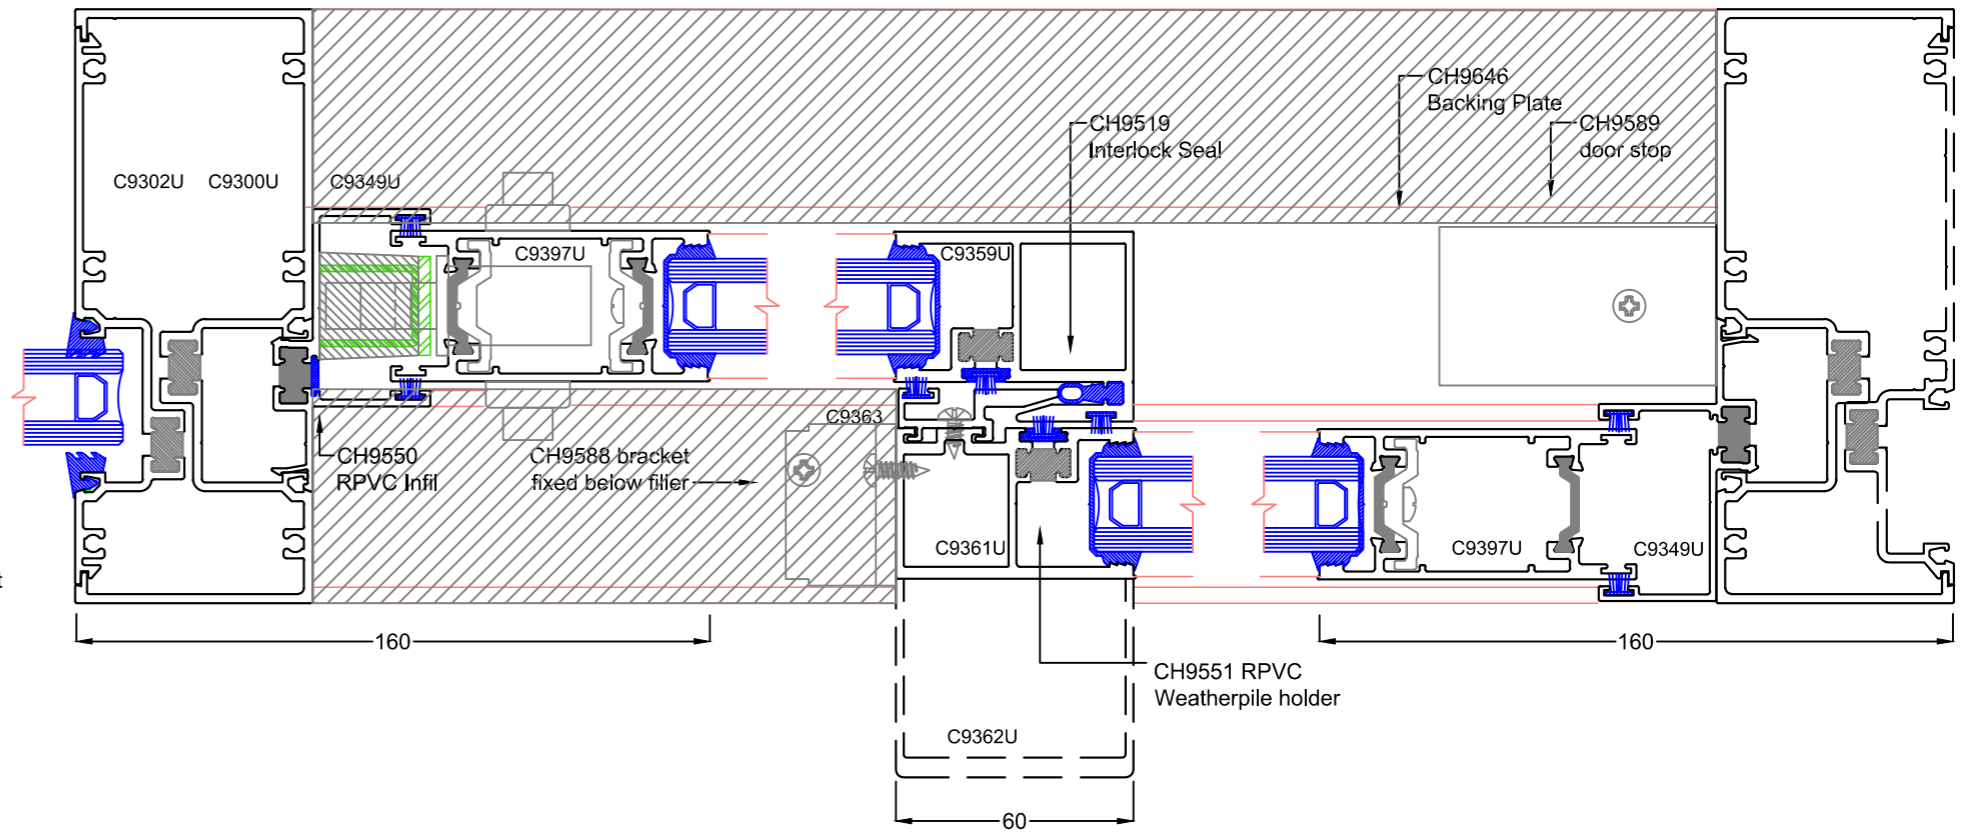 CH9646
Backing Plate
CH9519
Interlock Seal
CH9589
door stop
C9302U
C9300U
C9349U
C9397U
C9359U
C9363
CH9550
RPVC Infil
CH9588 bracket
fixed below filler
C9361U
C9397U
C9349U
t
160
160
CH9551 RPVC
Weatherpile holder
C9362U
60